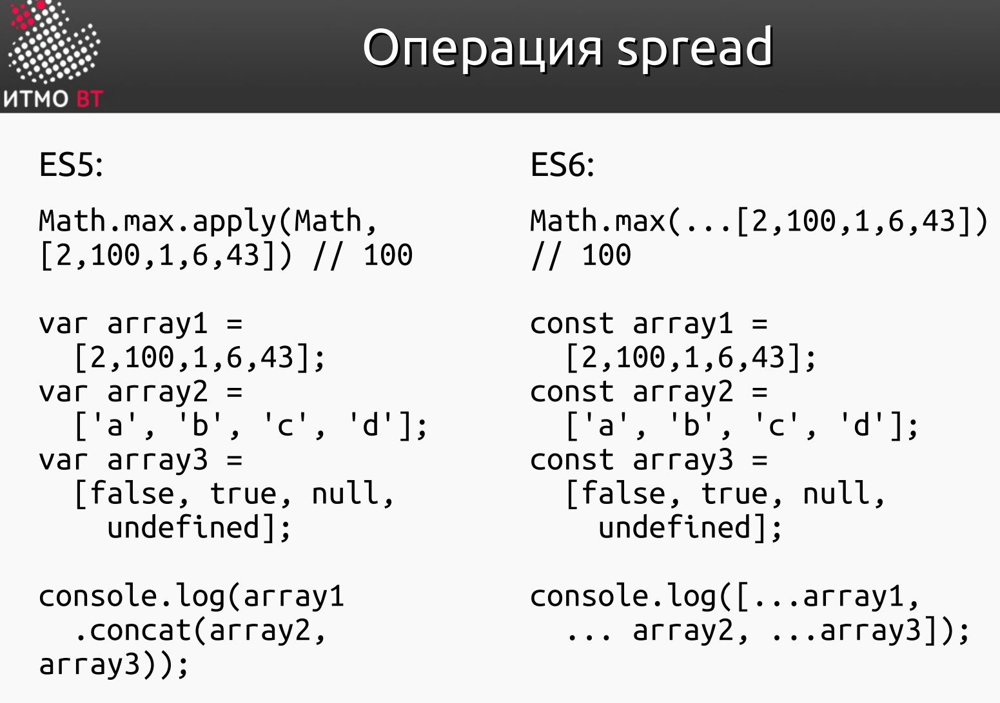 Операция spread
ИТМО ВТ
ES5:
Math.max.apply(Math,
[2,100,1,6,43]) // 100
var array1 =
  [2,100,1,6,43];
var array2 =
  ['a', 'b', 'c', 'd'];
var array3 =
  [false, true, null,
    undefined];
console.log(array1
  .concat(array2,
array3));
ES6:
Math.max(...[2,100,1,6,43])
// 100
const array1 =
  [2,100,1,6,43];
const array2 =
  ['a', 'b', 'c', 'd'];
const array3 =
  [false, true, null,
    undefined];
console.log([...array1,
  ... array2, ...array3]);